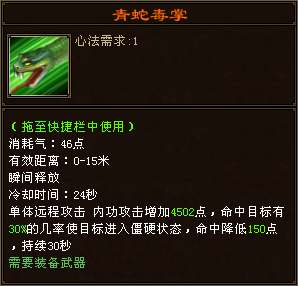 青蛇毒掌
心法需求:1
（拖至快捷栏中使用）
消耗气：46点
有效距离：0-15米
瞬间释放
冷却时间：24秒
单体远程攻击 内功攻击增加4502点，命中目标有
30%的几率使目标进入僵硬状态，命中降低150点
，持续30秒
需要装备武器